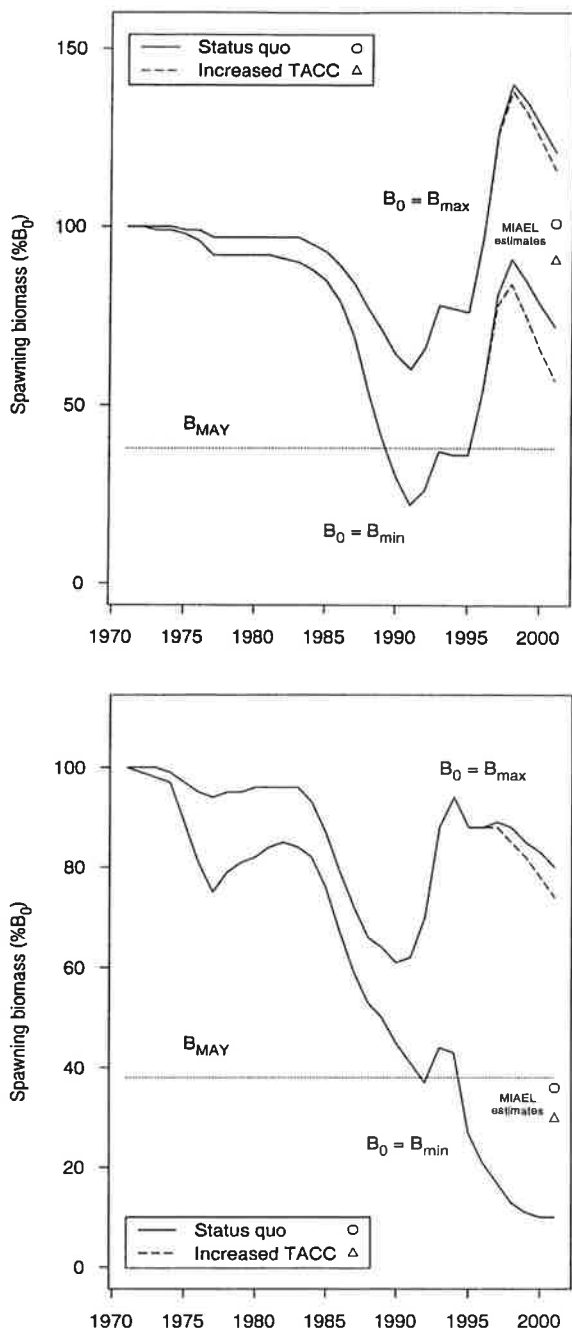 150
Status quo
Increased TACC
B0 = Bmax
100
MIAEL
estimates
Spawning biomass (%B0)
50
BMAY
B0 = Bmin
0
1970 1975 1980 1985 1990 1995 2000
100
B0 = Bmax
80
Spawning biomass (%B0)
60
BMAY
40
MIAEL
estimates
B0 = Bmin
20
Status quo
Increased TACC
0
1970 1975 1980 1985 1990 1995 2000